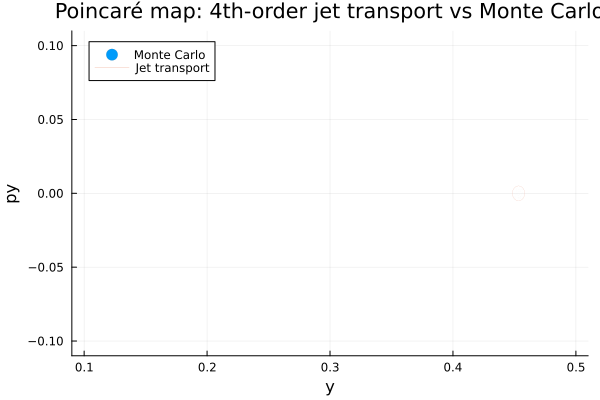 Poincaré map: 4th-order jet transport vs Monte Carlo
Monte Carlo
Jet transport
0.10
0.05
0.00
−0.05
−0.10
py
0.1
0.2
0.3
0.4
0.5
y